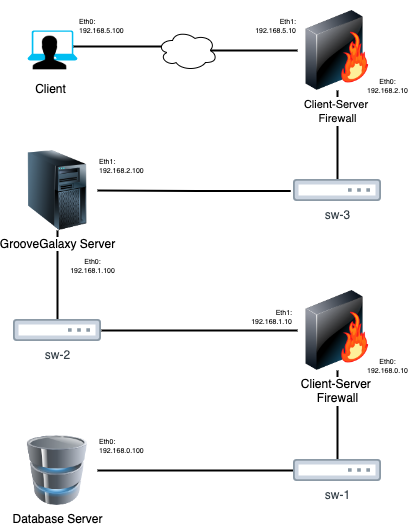 Eth0:
192.168.5.100
Eth1:
192.168.5.10
Client
Eth0:
192.168.2.10
Client-Server
Firewall
Eth1:
192.168.2.100
sw-3
GrooveGalaxy Server
Eth0:
192.168.1.100
Eth1:
192.168.1.10
sw-2
Eth0:
192.168.0.10
Client-Server
Firewall
Eth0:
192.168.0.100
sw-1
Database Server